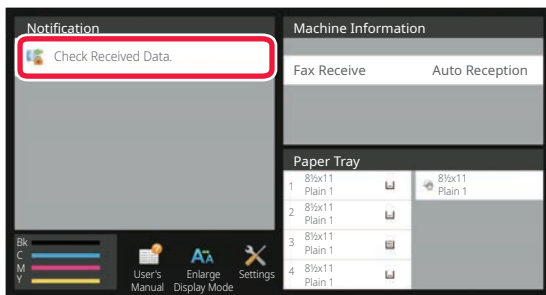 Notification
Check Received Data.
Machine Information
Fax Receive Auto Reception
Paper Tray
1 8½x11
Plain 1
2 8½x11
Plain 1
3 8½x11
Plain 1
4 8½x11
Plain 1
8½x11
Plain 1
Bk
C
M
Y
User's
Manual
Enlarge
Display Mode
Settings